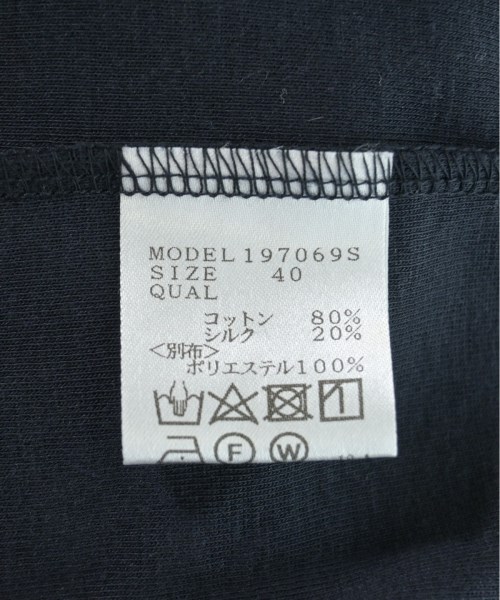 MODEL 197069S
SIZE 40
QUAL
コットン 80%
シルク 20%
<別布>
ポリエステル100%
F W